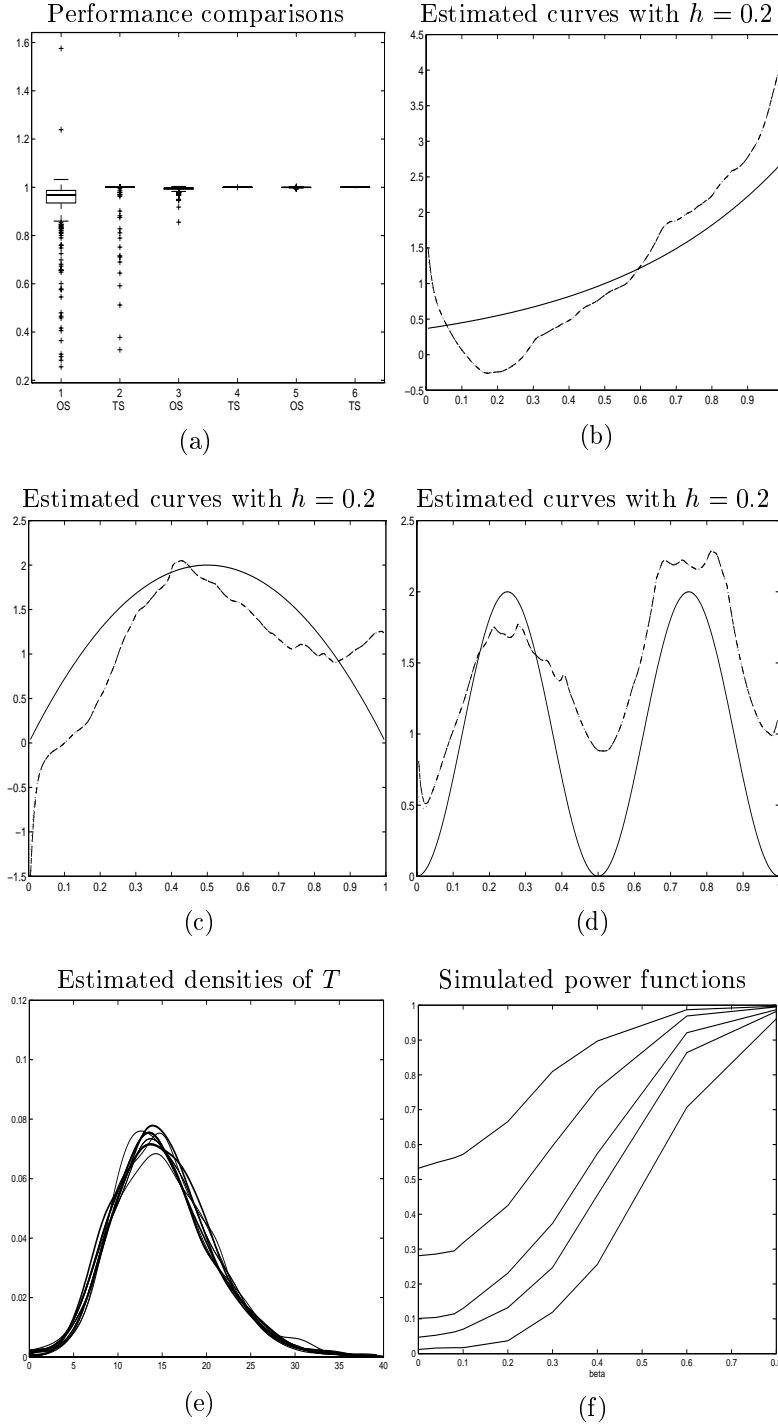 Performance comparisons
1.6
1.4
1.2
1
0.8
0.6
0.4
0.2
1 2 3 4 5 6
OS TS OS TS OS TS
(a)
Estimated curves with h = 0.2
4.5
4
3.5
3
2.5
2
1.5
1
0.5
0
−0.5
0 0.1 0.2 0.3 0.4 0.5 0.6 0.7 0.8 0.9
(b)
Estimated curves with h = 0.2
2.5
2
1.5
1
0.5
0
−0.5
−1
−1.5
0 0.1 0.2 0.3 0.4 0.5 0.6 0.7 0.8 0.9 1
(c)
Estimated curves with h = 0.2
2.5
2
1.5
1
0.5
0
0 0.1 0.2 0.3 0.4 0.5 0.6 0.7 0.8 0.9 1
(d)
Estimated densities of T
0.12
0.1
0.08
0.06
0.04
0.02
0
0 5 10 15 20 25 30 35 40
(e)
Simulated power functions
1
0.9
0.8
0.7
0.6
0.5
0.4
0.3
0.2
0.1
0
0 0.1 0.2 0.3 0.4 0.5 0.6 0.7 0.8
beta
(f)